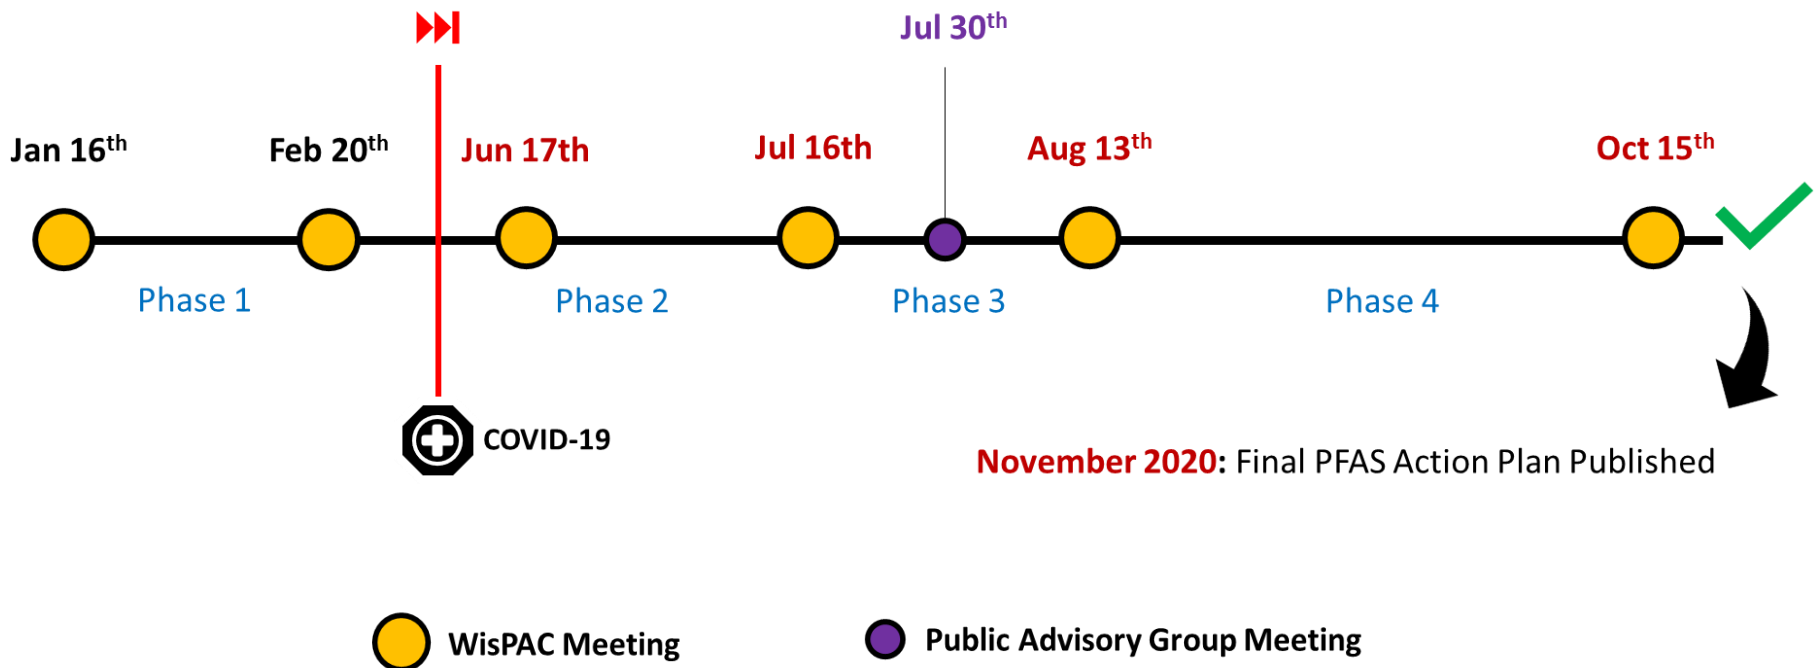 Jul 30th
Jan 16th
Feb 20th
Jun 17th
Jul 16th
Aug 13th
Oct 15th
Phase 1
Phase 2
Phase 3
Phase 4
COVID-19
November 2020: Final PFAS Action Plan Published
WisPAC Meeting
Public Advisory Group Meeting